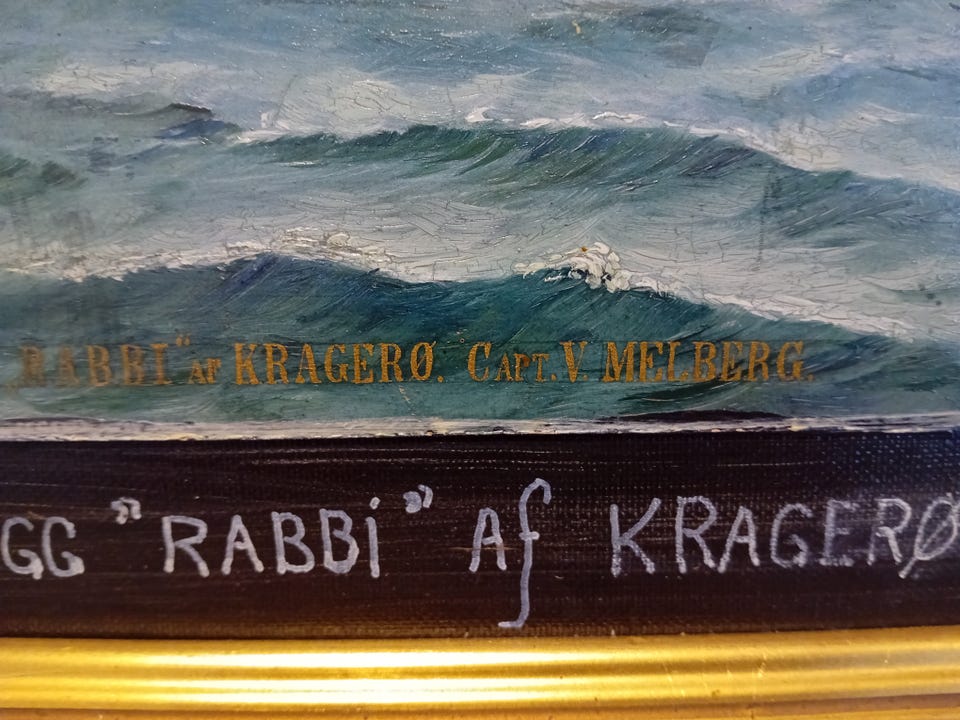 RABBI" AF KRAGERØ. CAPT. V. MELBERG.
GG "RABBi" Af KRAGERØ